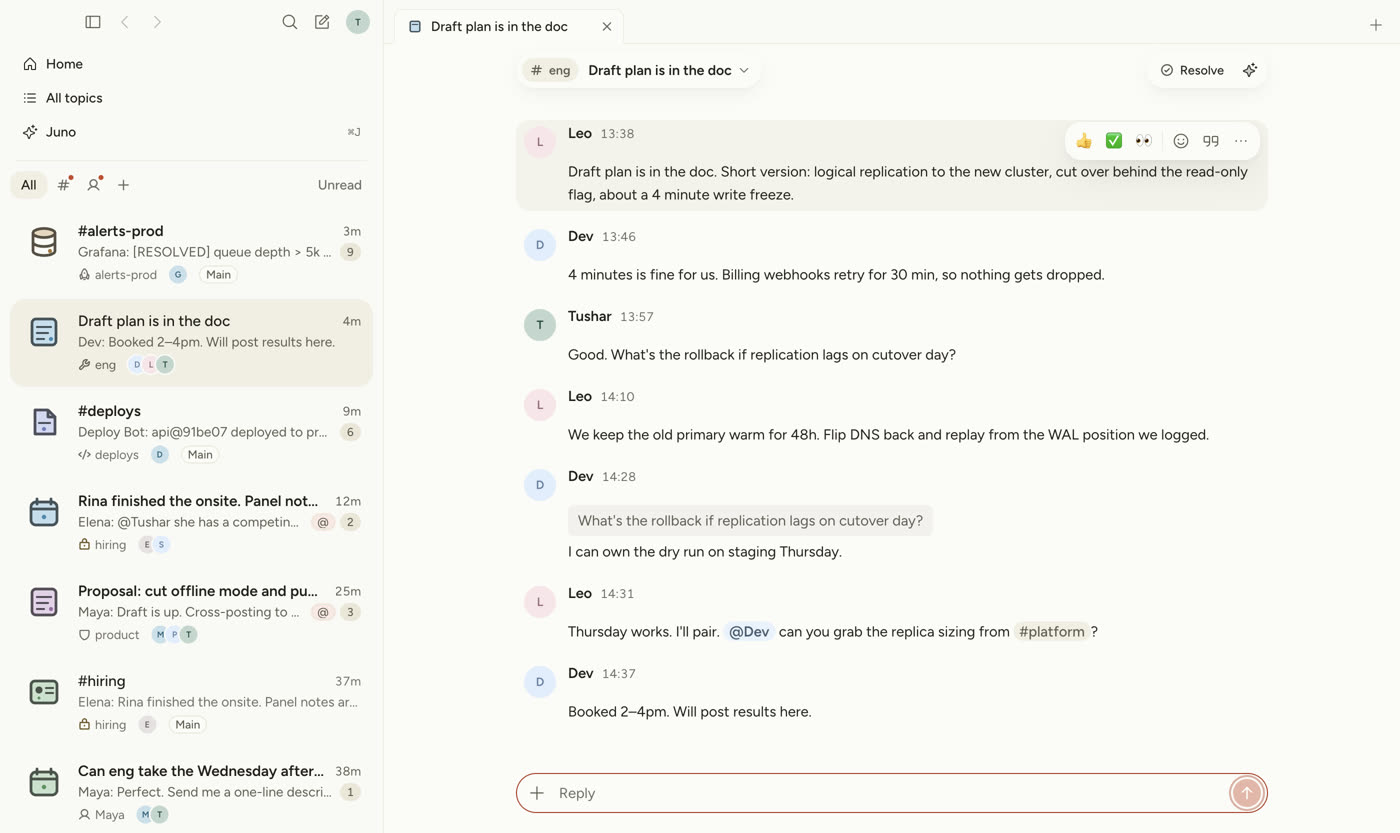 T
Home
All topics
Juno
⌘J
All
#
Unread
#alerts-prod
3m
Grafana: [RESOLVED] queue depth > 5k ...
9
alerts-prod
G
Main
Draft plan is in the doc
4m
Dev: Booked 2–4pm. Will post results here.
eng
D L T
#deploys
9m
Deploy Bot: api@91be07 deployed to pr...
6
deploys
D
Main
Rina finished the onsite. Panel not...
12m
Elena: @Tushar she has a competin...
@
2
hiring
E S
Proposal: cut offline mode and pu...
25m
Maya: Draft is up. Cross-posting to ...
@
3
product
M P T
#hiring
37m
Elena: Rina finished the onsite. Panel notes ar...
hiring
E
Main
Can eng take the Wednesday after...
38m
Maya: Perfect. Send me a one-line descri...
1
Maya
M T
Draft plan is in the doc
# eng
Draft plan is in the doc
Resolve
L
Leo 13:38
Draft plan is in the doc. Short version: logical replication to the new cluster, cut over behind the read-only
flag, about a 4 minute write freeze.
D
Dev 13:46
4 minutes is fine for us. Billing webhooks retry for 30 min, so nothing gets dropped.
T
Tushar 13:57
Good. What's the rollback if replication lags on cutover day?
L
Leo 14:10
We keep the old primary warm for 48h. Flip DNS back and replay from the WAL position we logged.
D
Dev 14:28
What's the rollback if replication lags on cutover day?
I can own the dry run on staging Thursday.
L
Leo 14:31
Thursday works. I'll pair. @Dev can you grab the replica sizing from #platform ?
D
Dev 14:37
Booked 2–4pm. Will post results here.
Reply